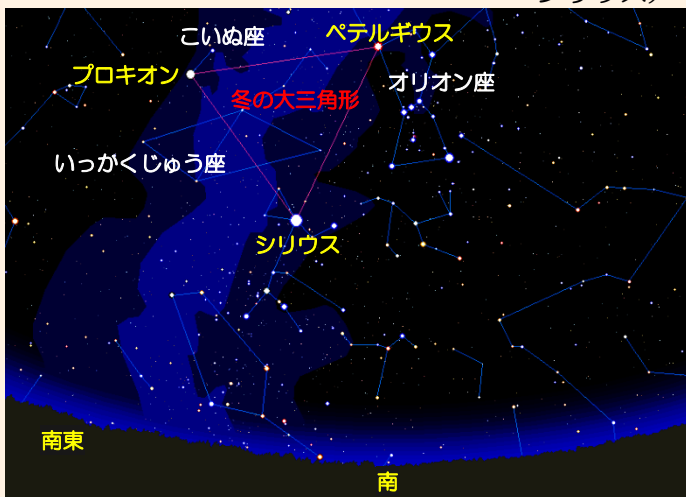 こいぬ座
ペテルギウス
プロキオン
オリオン座
冬の大三角形
いっかくじゅう座
シリウス
南東
南